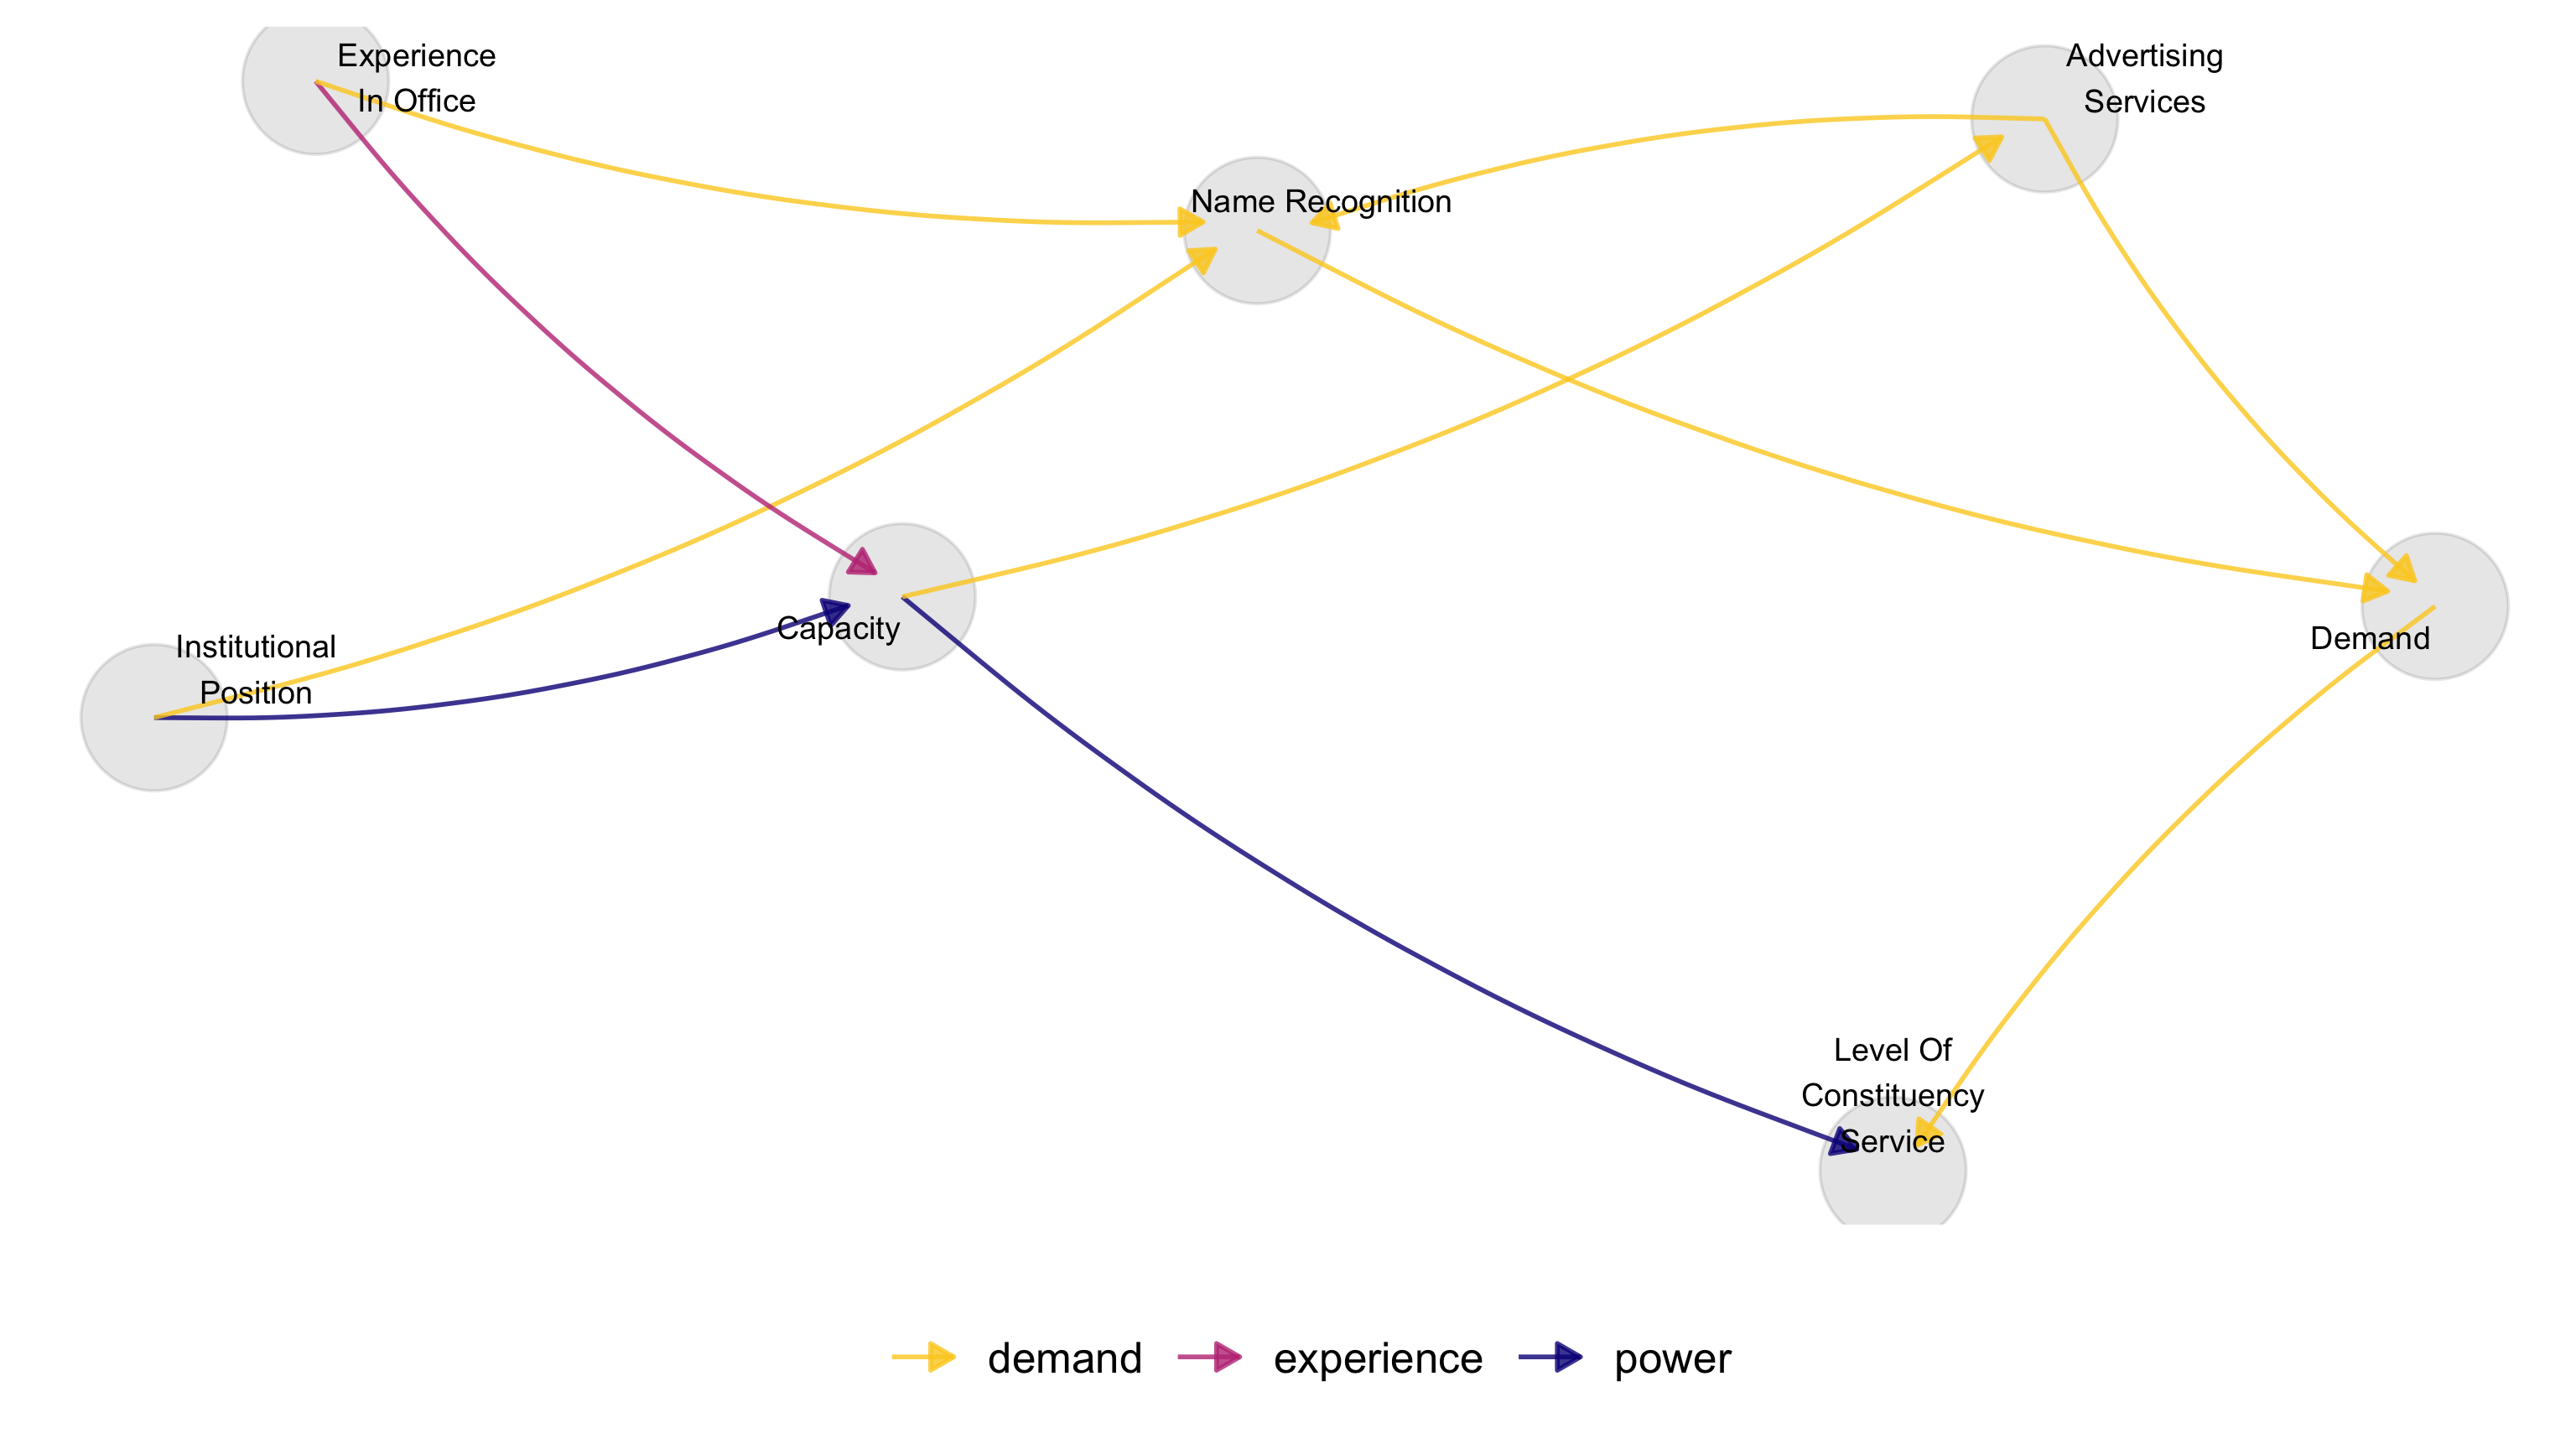 Experience
In Office
Advertising
Services
Name Recognition
Capacity
Institutional
Position
Demand
Level Of
Constituency
Service
demand
experience
power